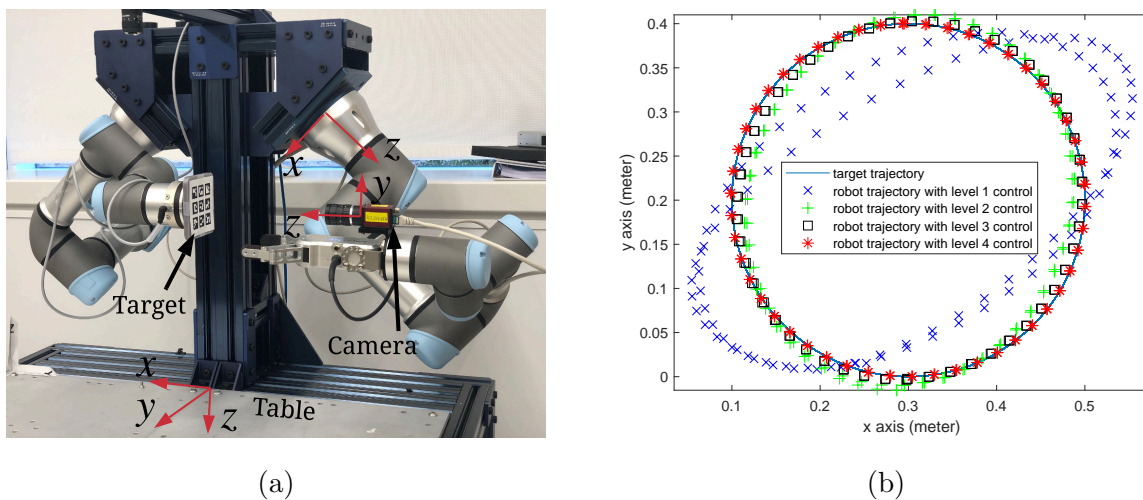 x
z
y
z
Target
Camera
x
y
z
Table
(a)
0.4
0.35
0.3
0.25
0.2
0.15
0.1
0.05
0
y axis (meter)
target trajectory
robot trajectory with level 1 control
robot trajectory with level 2 control
robot trajectory with level 3 control
robot trajectory with level 4 control
0.1 0.2 0.3 0.4 0.5
x axis (meter)
(b)